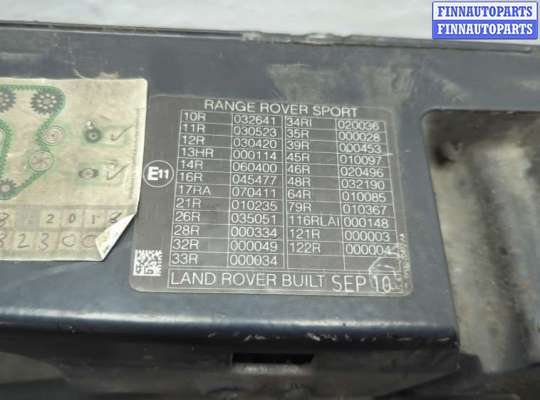 FINNAUTOPARTS
FINNAUTOPARTS
RANGE ROVER SPORT
10R 032641 34RI 020036
11R 030523 35R 000028
12R 030420 39R 000453
13HR 000114 45R 010097
14R 060400 46R 020496
16R 045477 48R 032190
17RA 070411 64R 010085
21R 010235 79R 010367
26R 035051 116RLAI 000148
28R 000334 121R 000003
32R 000049 122R 000004
33R 000034
E11
LAND ROVER BUILT SEP 10
2018
82300